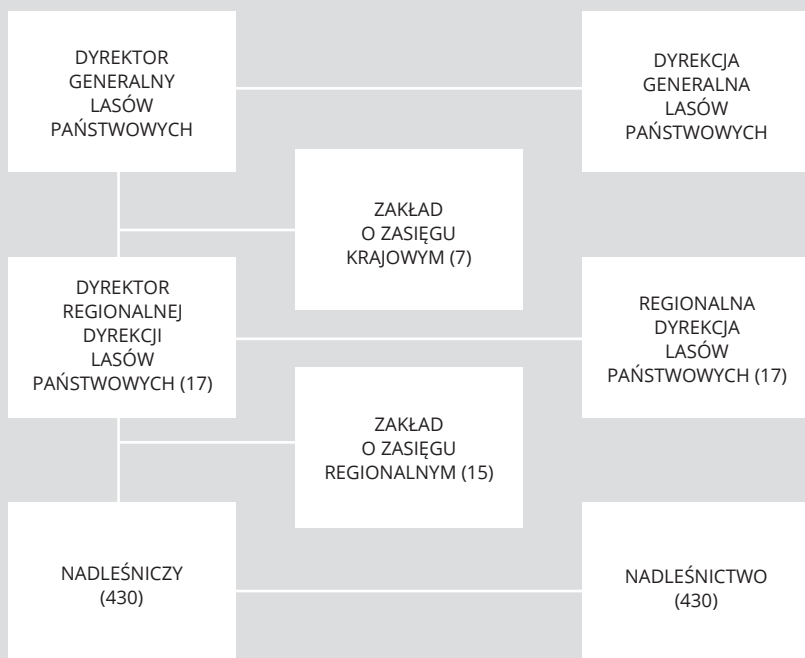 DYREKTOR
GENERALNY
LASÓW
PAŃSTWOWYCH
DYREKCJA
GENERALNA
LASÓW
PAŃSTWOWYCH
ZAKŁAD
O ZASIĘGU
KRAJOWYM (7)
DYREKTOR
REGIONALNEJ
DYREKCJI
LASÓW
PAŃSTWOWYCH (17)
REGIONALNA
DYREKCJA
LASÓW
PAŃSTWOWYCH (17)
ZAKŁAD
O ZASIĘGU
REGIONALNYM (15)
NADLEŚNICZY
(430)
NADLEŚNICTWO
(430)